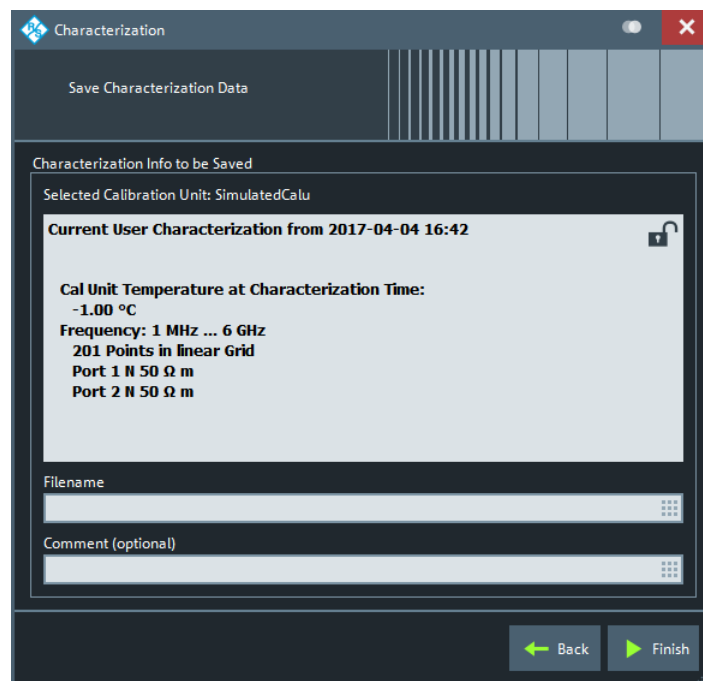 R&S Characterization
Save Characterization Data
Characterization Info to be Saved
Selected Calibration Unit: SimulatedCalu
Current User Characterization from 2017-04-04 16:42
Cal Unit Temperature at Characterization Time:
-1.00 °C
Frequency: 1 MHz ... 6 GHz
201 Points in linear Grid
Port 1 N 50 Ω m
Port 2 N 50 Ω m
Filename
Comment (optional)
Back
Finish